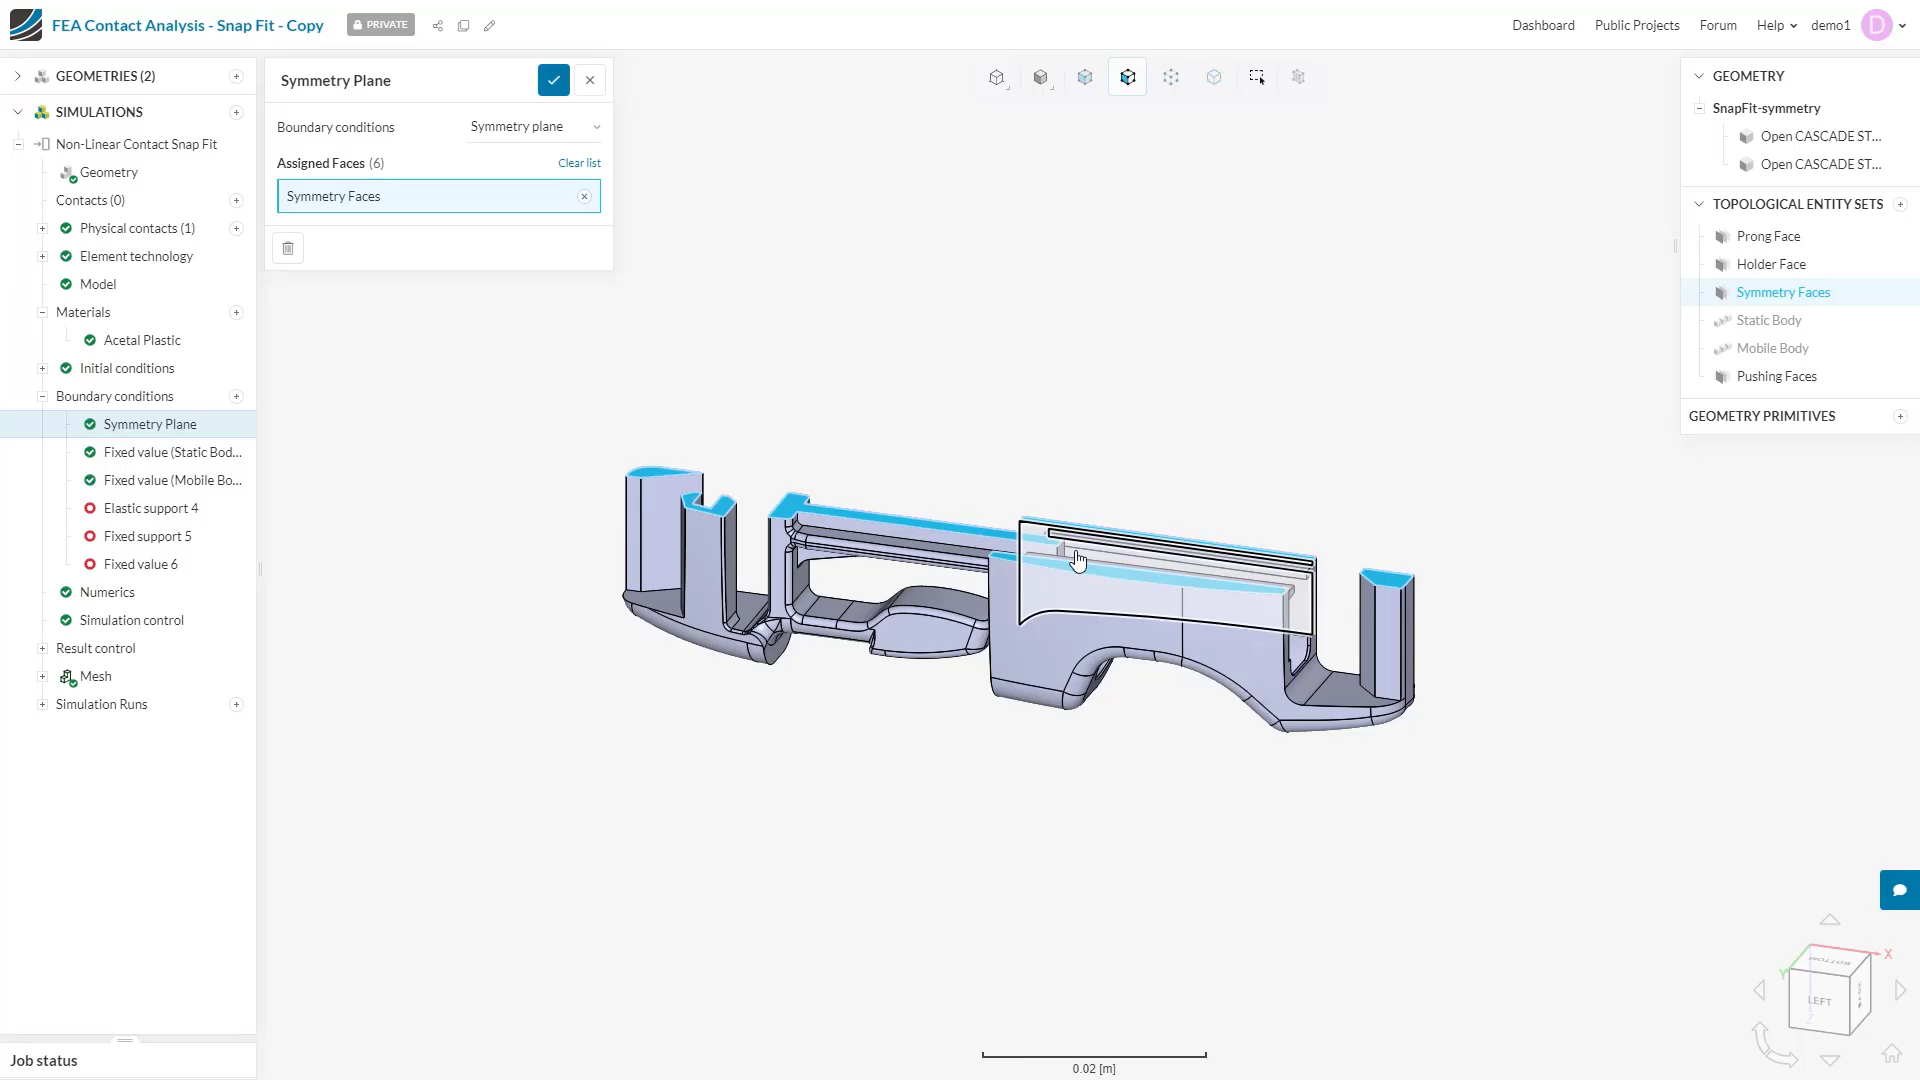 FEA Contact Analysis - Snap Fit - Copy
PRIVATE
Dashboard
Public Projects
Forum
Help
demo1
D
GEOMETRIES (2)
SIMULATIONS
Non-Linear Contact Snap Fit
Geometry
Contacts (0)
Physical contacts (1)
Element technology
Model
Materials
Acetal Plastic
Initial conditions
Boundary conditions
Symmetry Plane
Fixed value (Static Bod...
Fixed value (Mobile Bo...
Elastic support 4
Fixed support 5
Fixed value 6
Numerics
Simulation control
Result control
Mesh
Simulation Runs
Job status
Symmetry Plane
Boundary conditions
Symmetry plane
Assigned Faces (6)
Clear list
Symmetry Faces
GEOMETRY
SnapFit-symmetry
Open CASCADE ST...
Open CASCADE ST...
TOPOLOGICAL ENTITY SETS
Prong Face
Holder Face
Symmetry Faces
Static Body
Mobile Body
Pushing Faces
GEOMETRY PRIMITIVES
X
Y
BOTTOM
LEFT
Z
0.02 [m]